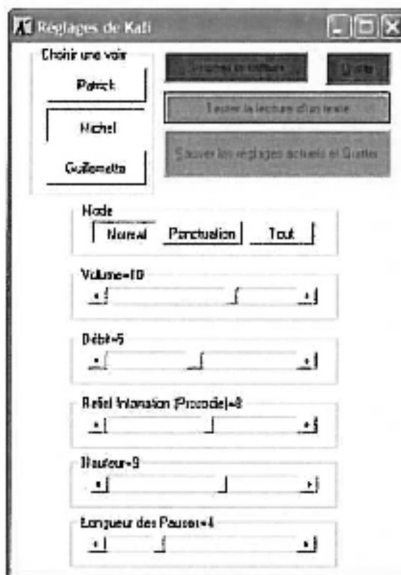 Réglages de Kali
Choisir une voix
Patrick
Michel
Guillemette
Quitter
Tester la lecture d'un texte
Sauver les réglages actuels et Quitter
Mode
Normal Ponctuation Tout
Volume=10
Débit=5
Relief Intonation (Prosodie)=8
Hauteur=9
Longueur des Pauses=4